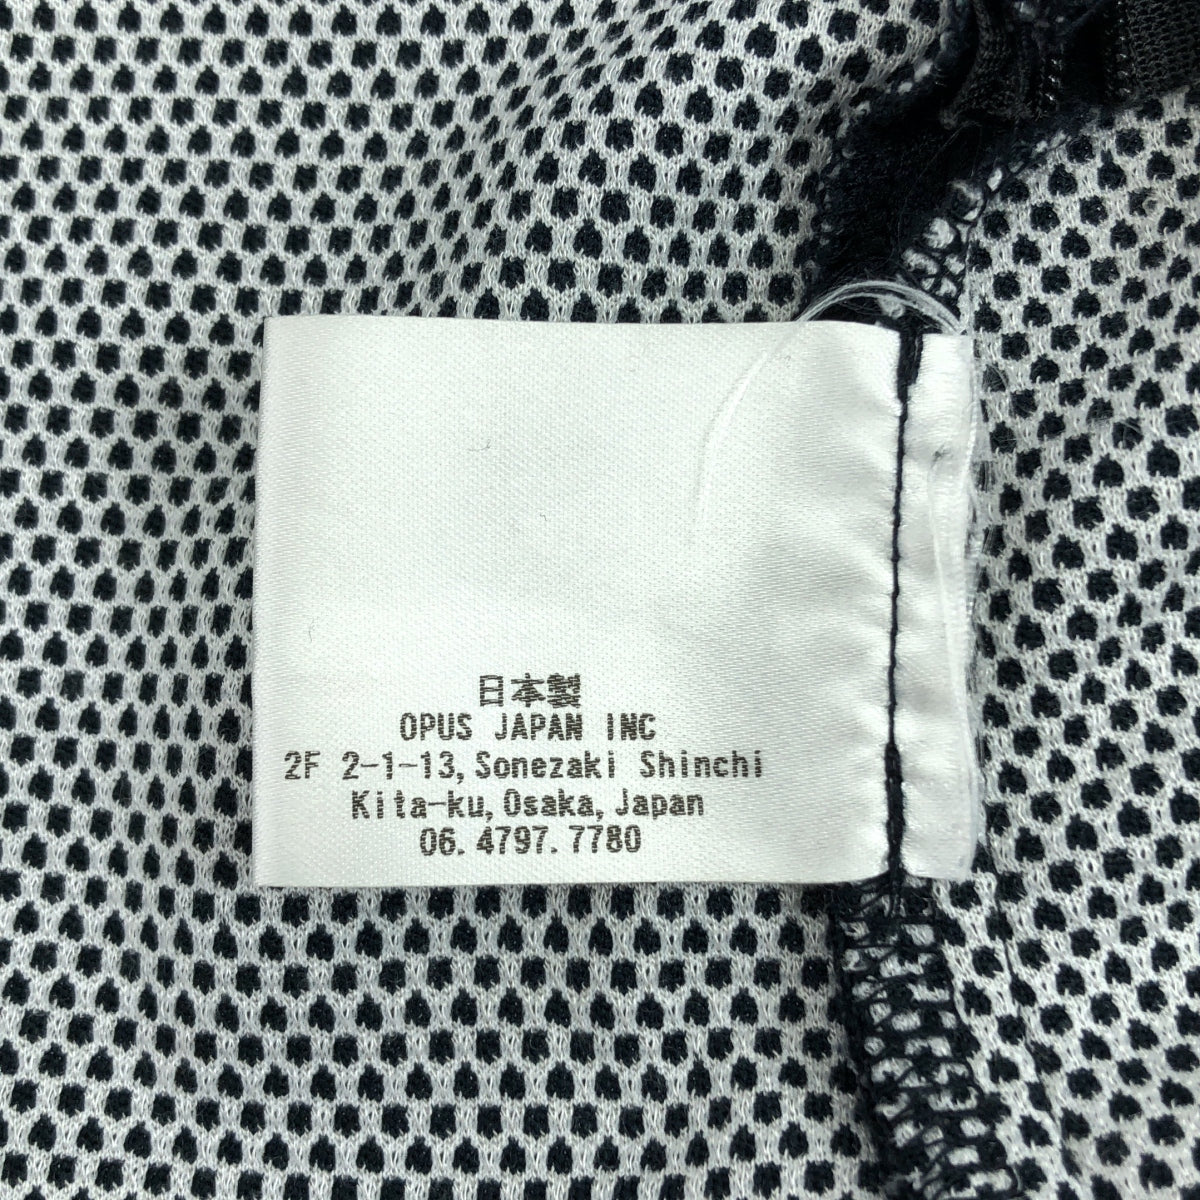 日本製
OPUS JAPAN INC
2F 2-1-13, Sonezaki Shinchi
Kita-ku, Osaka, Japan
06. 4797. 7780